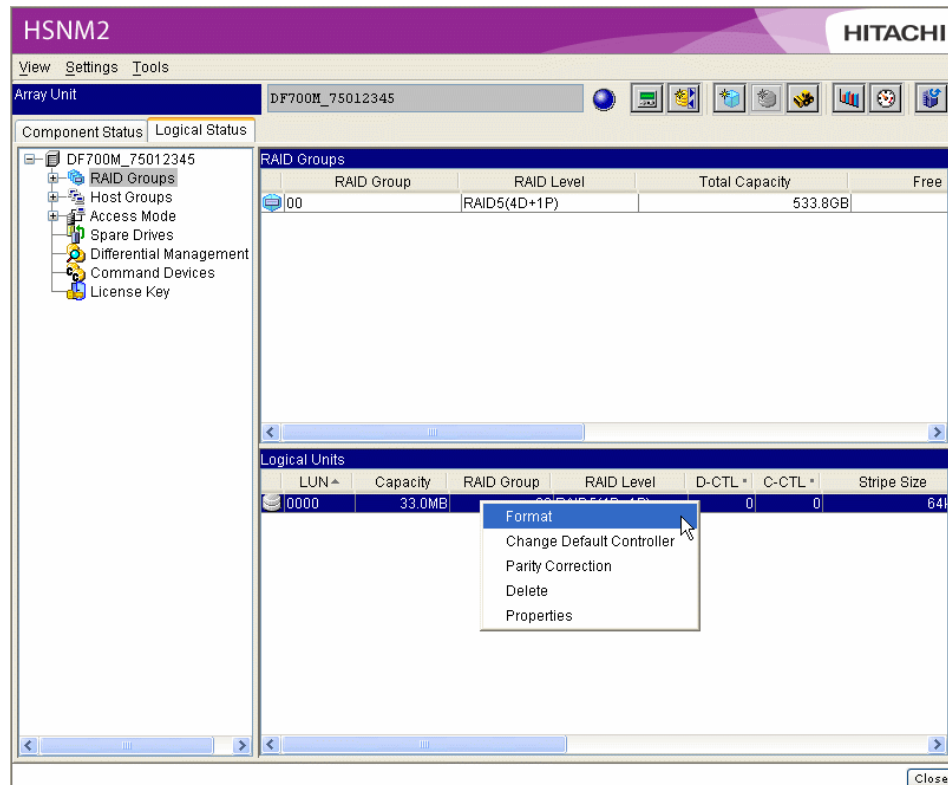 HSNM2
HITACHI
View Settings Tools
Array Unit
DF700M_75012345
Component Status Logical Status
DF700M_75012345
RAID Groups
Host Groups
Access Mode
Spare Drives
Differential Management
Command Devices
License Key
RAID Groups
RAID Group RAID Level Total Capacity Free
00 RAID5(4D+1P) 533.8GB
Logical Units
LUN Capacity RAID Group RAID Level D-CTL * C-CTL * Stripe Size
0000 33.0MB 0 0
Format
Change Default Controller
Parity Correction
Delete
Properties
Close